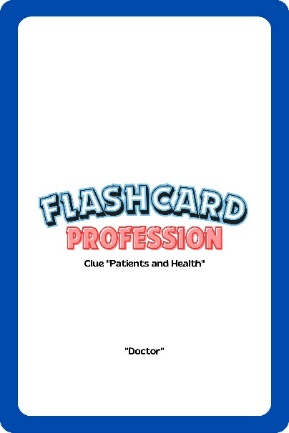 FLASHCARD
PROFESSION
Clue "Patients and Health"
"Doctor"